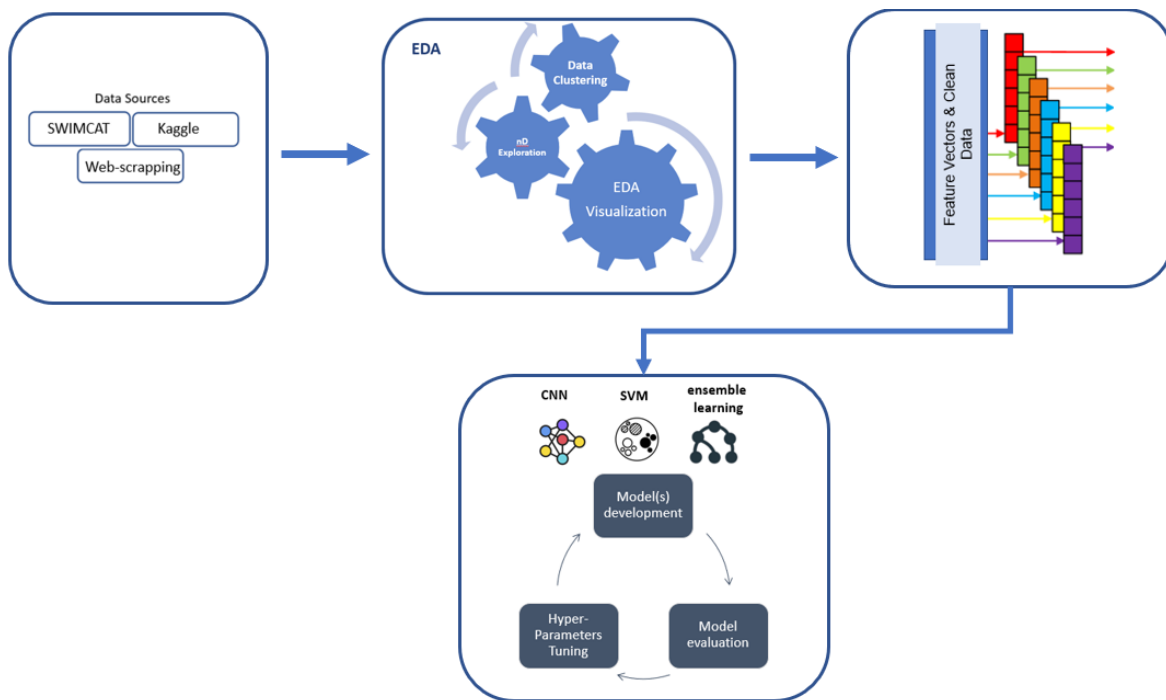 Data Sources
SWIMCAT
Kaggle
Web-scrapping
EDA
Data
Clustering
nD
Exploration
EDA
Visualization
Feature Vectors & Clean
Data
CNN
SVM
ensemble
learning
Model(s)
development
Model
evaluation
Hyper-
Parameters
Tuning